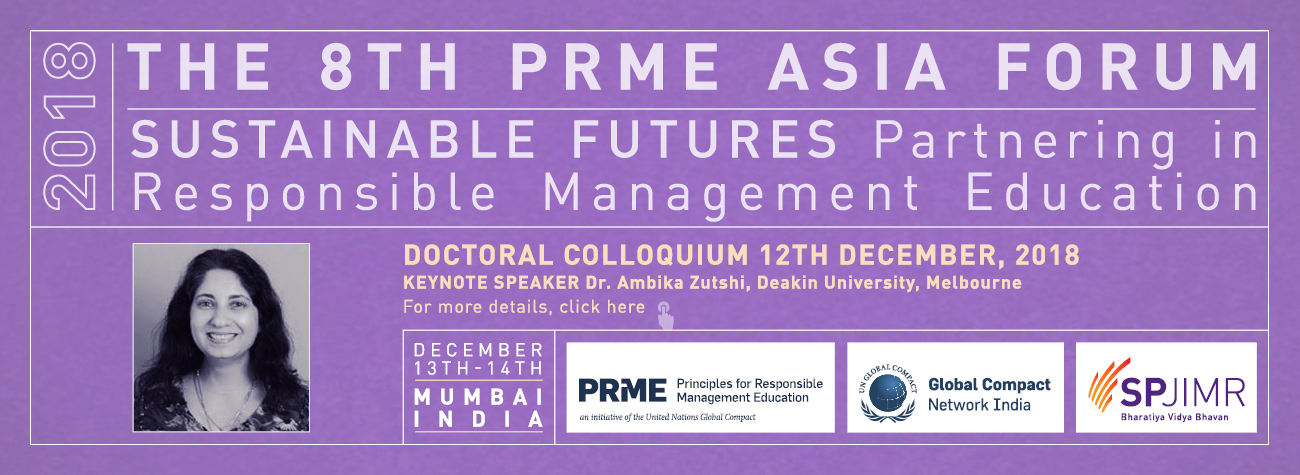 2018
THE 8TH PRME ASIA FORUM
SUSTAINABLE FUTURES Partnering in
Responsible Management Education
DOCTORAL COLLOQUIUM 12TH DECEMBER, 2018
KEYNOTE SPEAKER Dr. Ambika Zutshi, Deakin University, Melbourne
For more details, click here
DECEMBER
13TH-14TH
MUMBAI
INDIA
PRME
Principles for Responsible
Management Education
an initiative of the United Nations Global Compact
UN GLOBAL COMPACT
Global Compact
Network India
SPJIMR
Bharatiya Vidya Bhavan